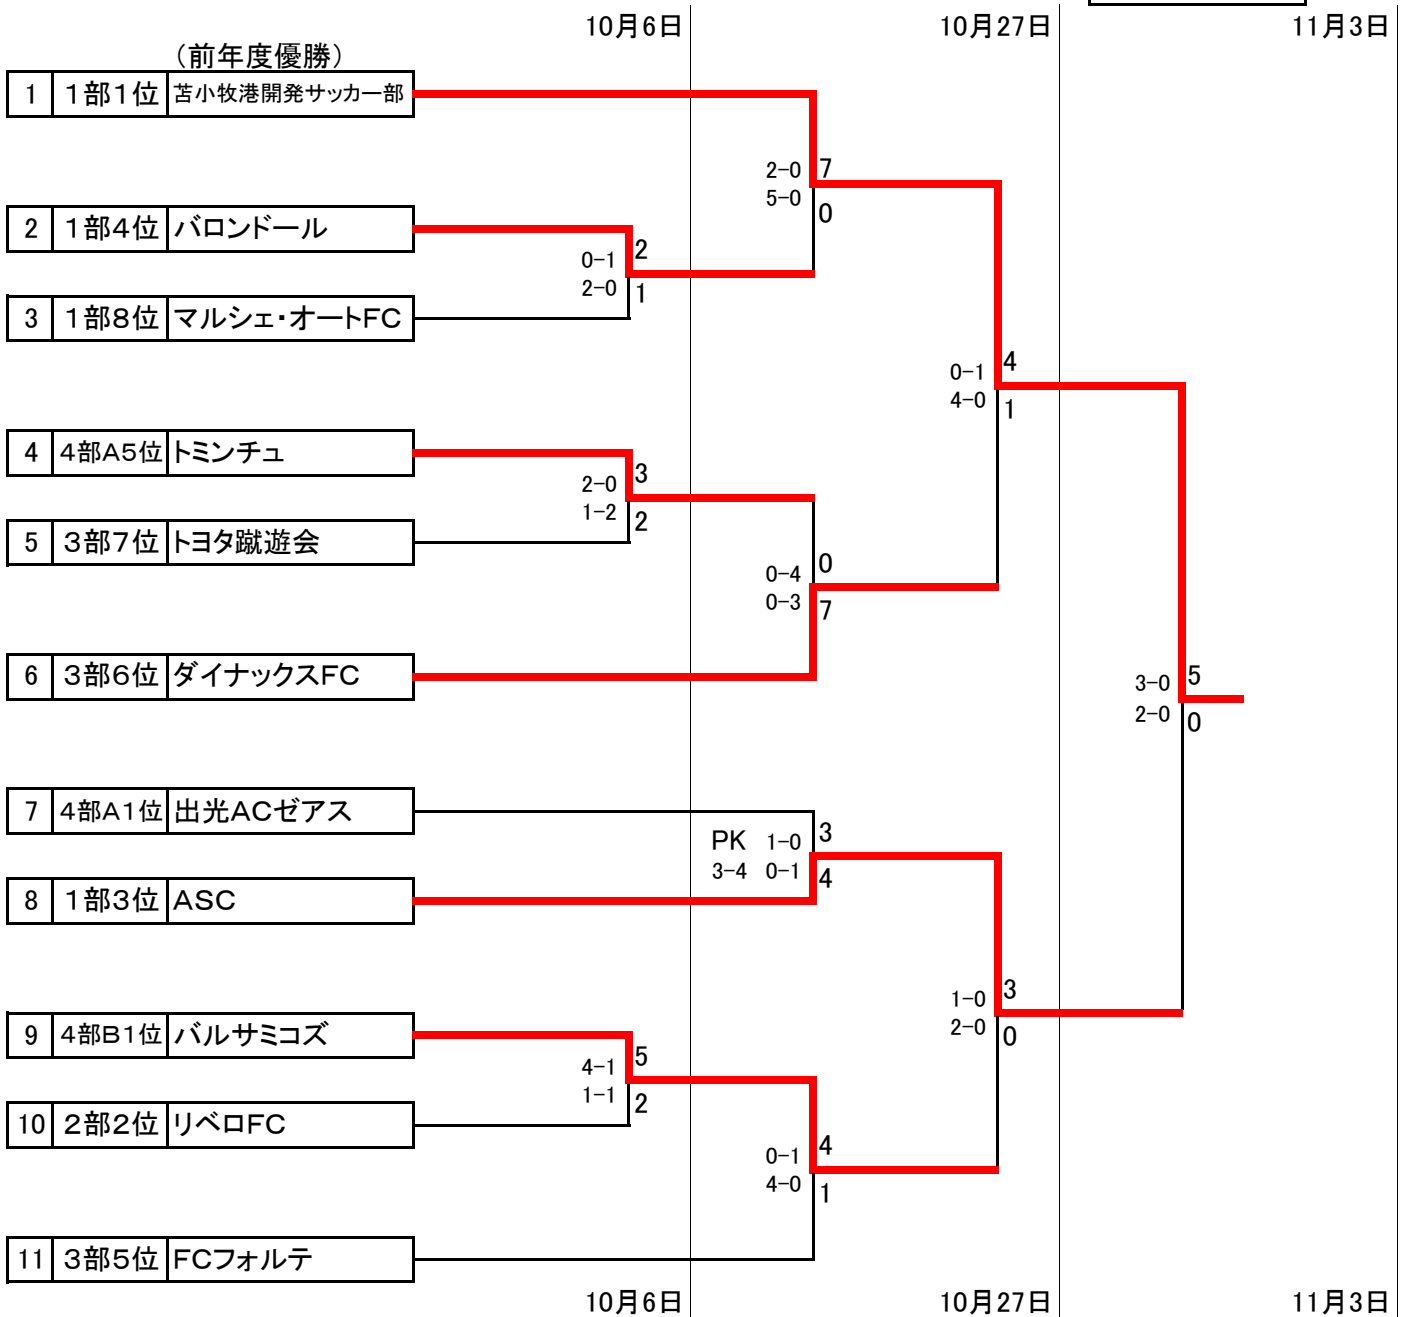 10月6日 10月27日 11月3日
（前年度優勝）
1 1部1位 苫小牧港開発サッカー部
2-0 7
5-0 0
2 1部4位 バロンドール
0-1 2
2-0 1
3 1部8位 マルシェ・オートFC
0-1 4
4-0 1
4 4部A5位 トミンチュ
2-0 3
1-2 2
5 3部7位 トヨタ蹴遊会
0-4 0
0-3 7
6 3部6位 ダイナックスFC
3-0 5
2-0 0
7 4部A1位 出光ACゼアス
PK 1-0 3
3-4 0-1 4
8 1部3位 ASC
1-0 3
2-0 0
9 4部B1位 バルサミコズ
4-1 5
1-1 2
10 2部2位 リベロFC
0-1 4
4-0 1
11 3部5位 FCフォルテ
10月6日 10月27日 11月3日